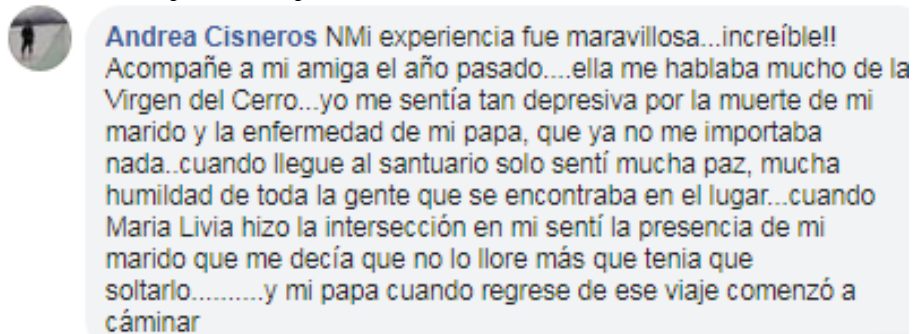 Andrea Cisneros NMi experiencia fue maravillosa...increíble!!
Acompañe a mi amiga el año pasado....ella me hablaba mucho de la
Virgen del Cerro...yo me sentía tan depresiva por la muerte de mi
marido y la enfermedad de mi papa, que ya no me importaba
nada..cuando llegue al santuario solo sentí mucha paz, mucha
humildad de toda la gente que se encontraba en el lugar...cuando
Maria Livia hizo la intersección en mi sentí la presencia de mi
marido que me decía que no lo llore más que tenia que
soltarlo..........y mi papa cuando regrese de ese viaje comenzó a
cáminar